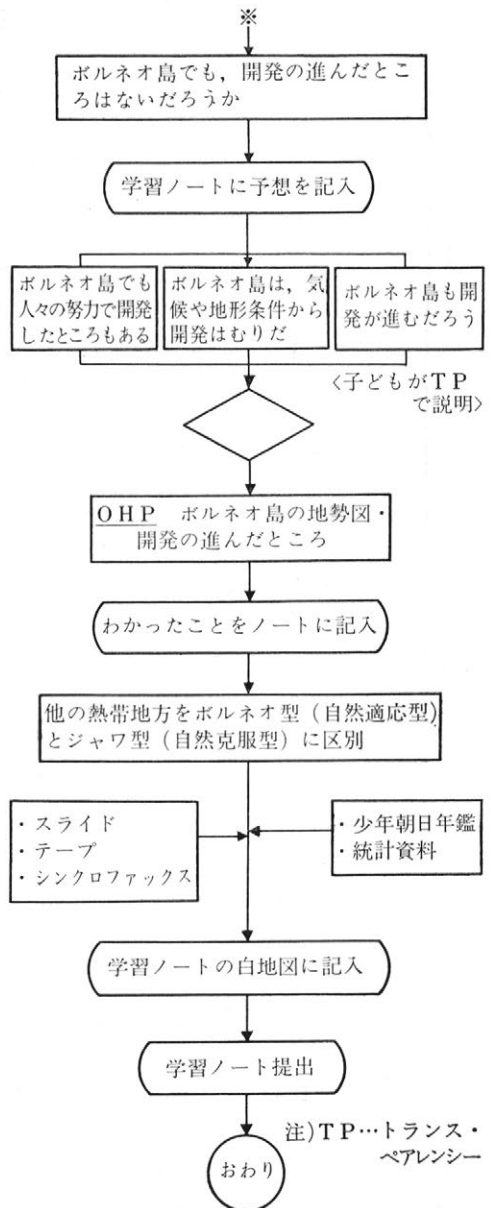 ※
ボルネオ島でも，開発の進んだとこ
ろはないだろうか
学習ノートに予想を記入
ボルネオ島でも
人々の努力で開発
したところもある
ボルネオ島は，気
候や地形条件から
開発はむりだ
ボルネオ島も開
発が進むだろう
〈子どもがＴＰ
で説明〉
ＯＨＰ　ボルネオ島の地勢図・
開発の進んだところ
わかったことをノートに記入
他の熱帯地方をボルネオ型（自然適応型）
とジャワ型（自然克服型）に区別
・スライド
・テープ
・シンクロファックス
・少年朝日年鑑
・統計資料
学習ノートの白地図に記入
学習ノート提出
おわり
注)ＴＰ…トランス・
ペアレンシー